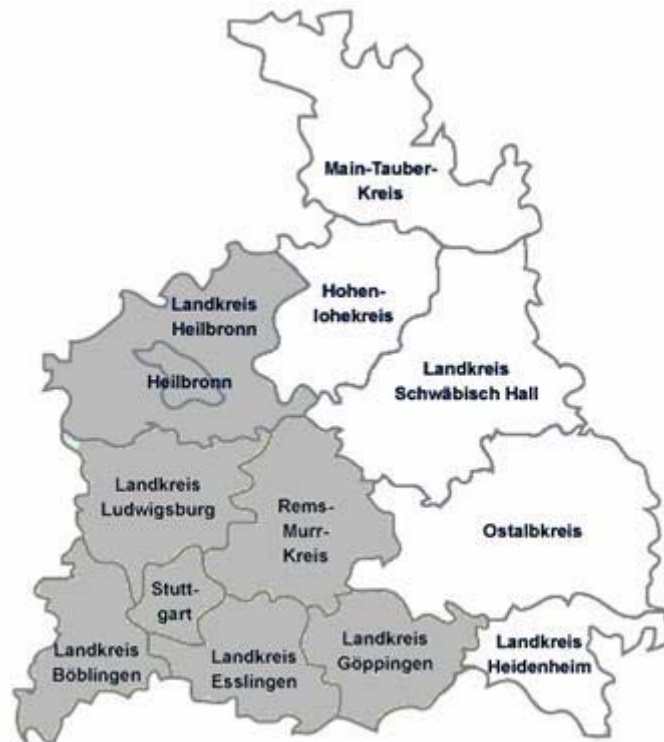 Main-Tauber-
Kreis
Hohen-
lohekreis
Landkreis
Heilbronn
Heilbronn
Landkreis
Schwäbisch Hall
Landkreis
Ludwigsburg
Rems-
Murr-
Kreis
Ostalbkreis
Stutt-
gart
Landkreis
Böblingen
Landkreis
Esslingen
Landkreis
Göppingen
Landkreis
Heidenheim